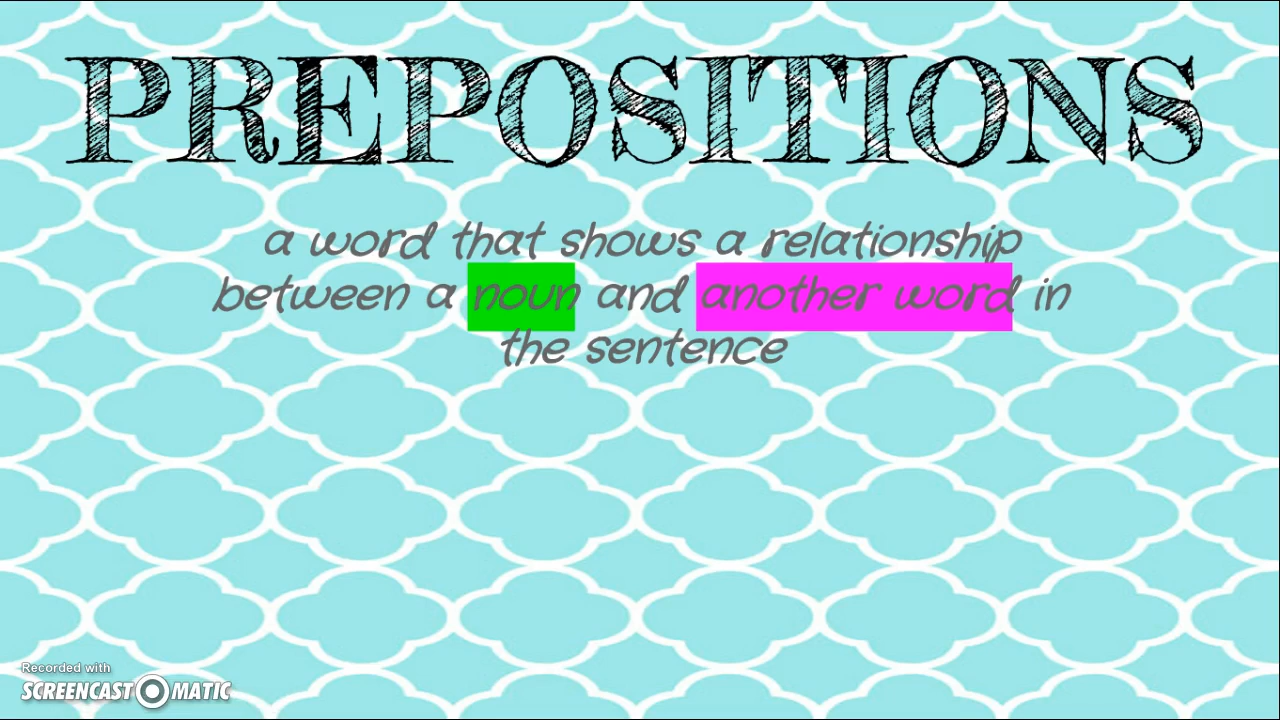 PREPOSITIONS
a word that shows a relationship
between a noun and another word in
the sentence
Recorded with
SCREENCAST MATIC